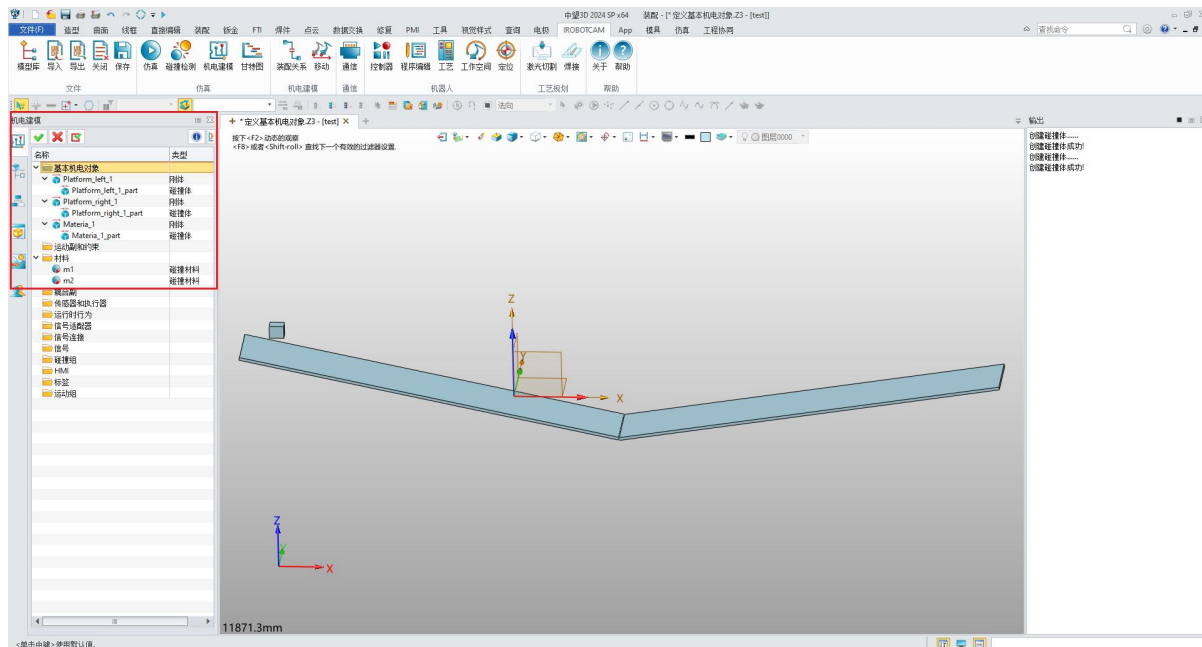 中望3D 2024 SP x64 装配 - [* 定义基本机电对象.Z3 - [test]]
文件(F) 造型 曲面 线框 直接编辑 装配 钣金 FTI 焊件 点云 数据交换 修复 PMI 工具 视觉样式 查询 电极 IROBOTCAM App 模具 仿真 工程协同 查找命令
模型库 导入 导出 关闭 保存 仿真 碰撞检测 机电建模 甘特图 装配关系 移动 通信 控制器 程序编辑 工艺 工作空间 定位 激光切割 焊接 关于 帮助
文件 仿真 机电建模 通信 机器人 工艺规划 帮助
法向
机电建模
* 定义基本机电对象.Z3 - [test]
输出
按下<F2>动态的观察
<F8>或者<Shift-roll> 查找下一个有效的过滤器设置.
图层0000
创建碰撞体......
创建碰撞体成功!
创建碰撞体......
创建碰撞体成功!
名称 类型
基本机电对象
Platform_left_1 刚体
Platform_left_1_part 碰撞体
Platform_right_1 刚体
Platform_right_1_part 碰撞体
Materia_1 刚体
Materia_1_part 碰撞体
运动副和约束
材料
m1 碰撞材料
m2 碰撞材料
耦合副
传感器和执行器
运行时行为
信号适配器
信号连接
信号
碰撞组
HMI
标签
运动组
Z
Y
X
Z
Y
X
11871.3mm
<单击中键>使用默认值.